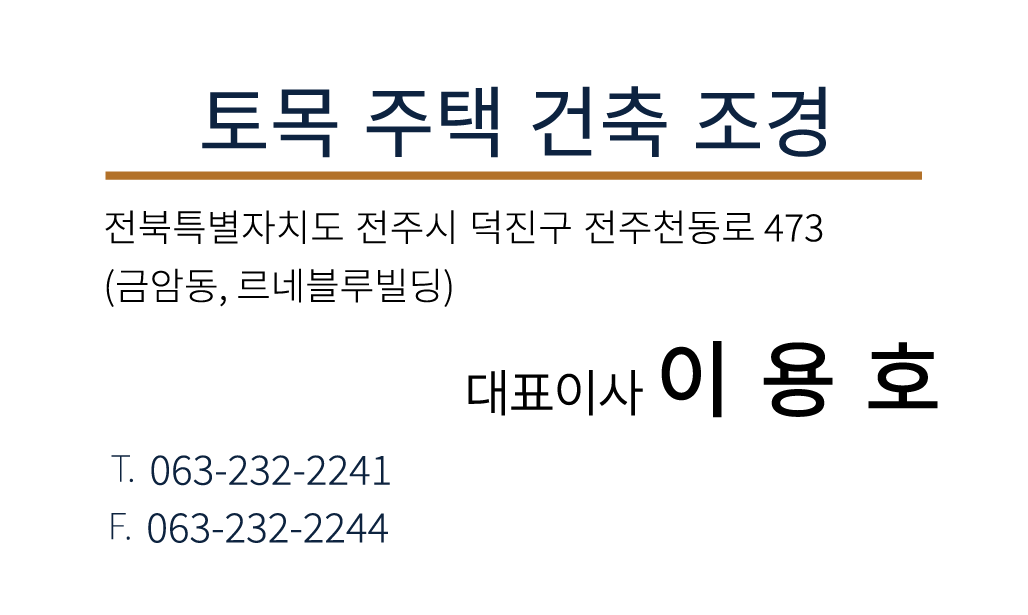 토목 주택 건축 조경
전북특별자치도 전주시 덕진구 전주천동로 473
(금암동, 르네블루빌딩)
대표이사 이 용 호
T. 063-232-2241
F. 063-232-2244